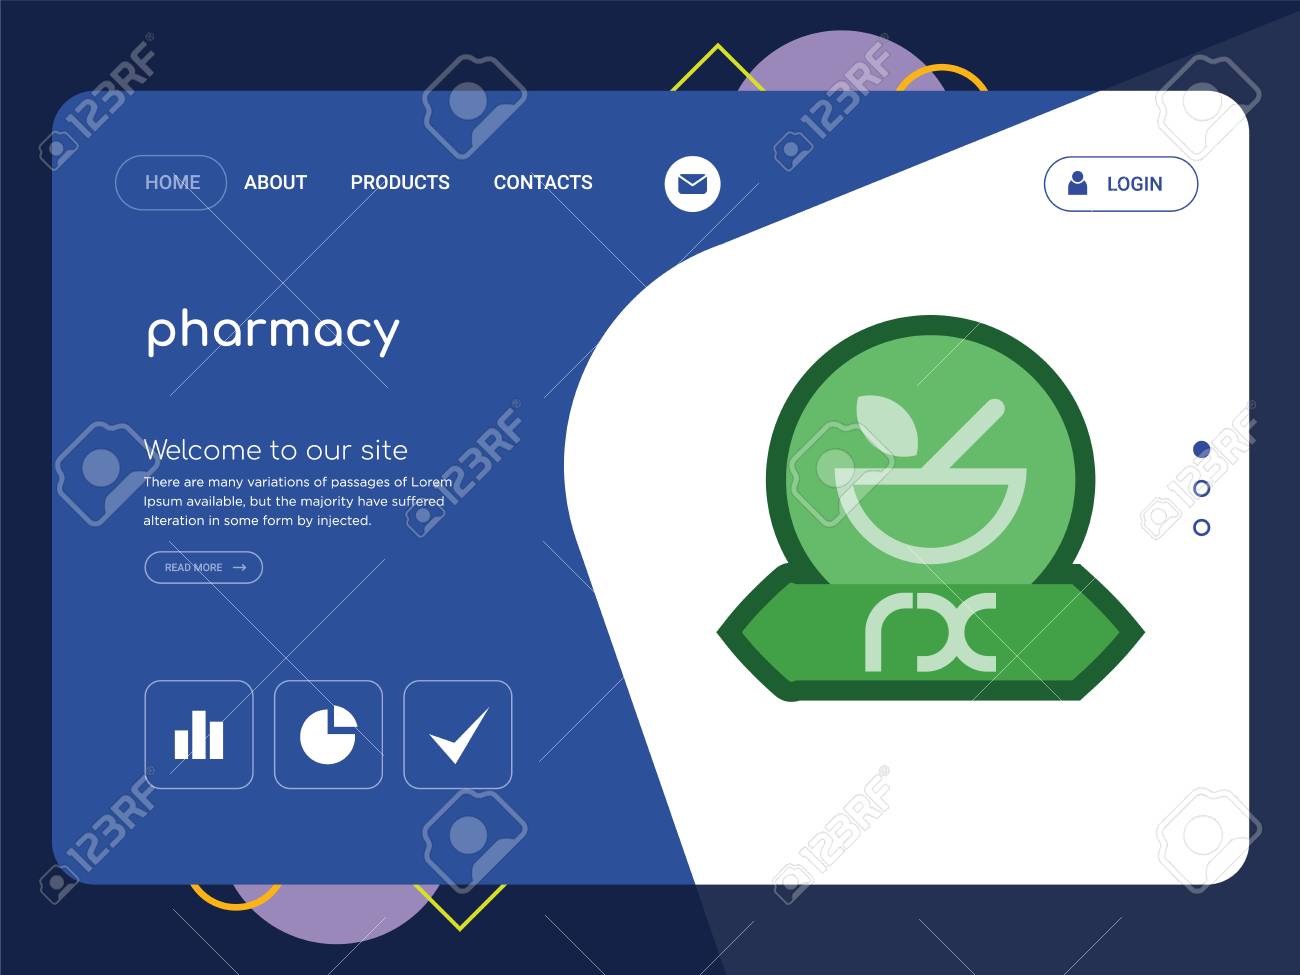 HOME ABOUT PRODUCTS CONTACTS LOGIN
pharmacy
Welcome to our site
There are many variations of passages of Lorem
Ipsum available, but the majority have suffered
alteration in some form by injected.
READ MORE
rx
123RF
123RF
123RF
123RF
123RF
123RF